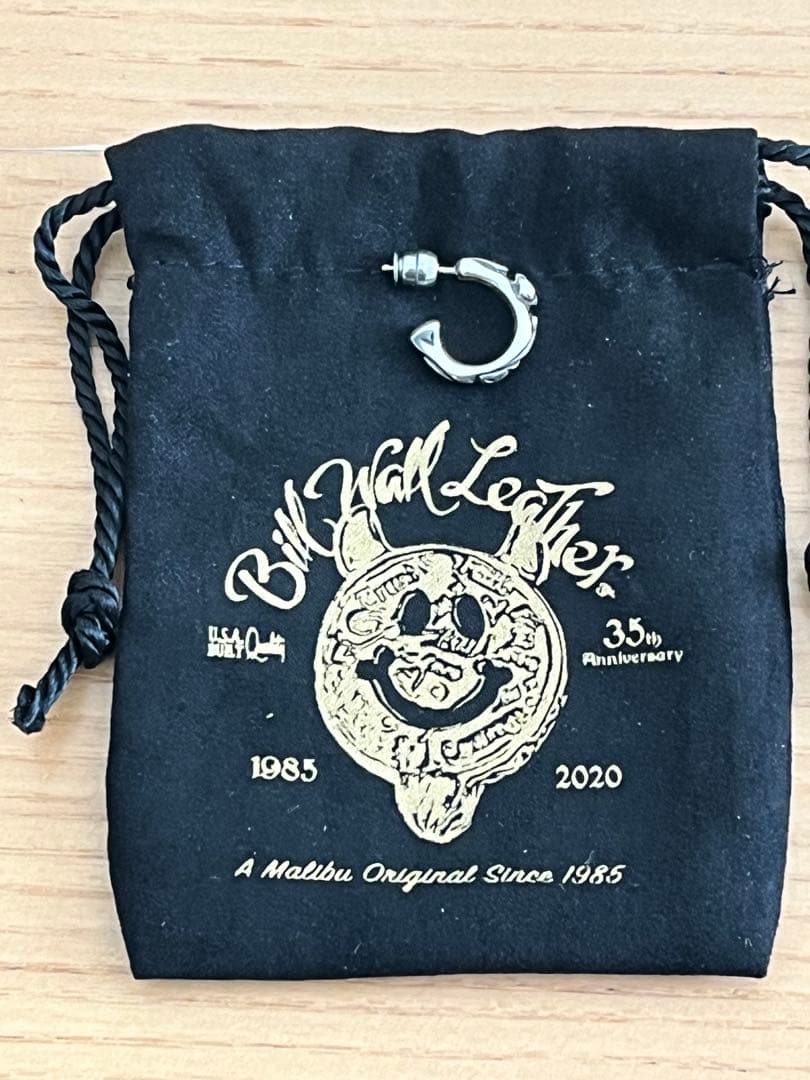 Bill Wall Leather
U.S.A.
BUILT Quality
35th
Anniversary
1985
2020
A Malibu Original Since 1985